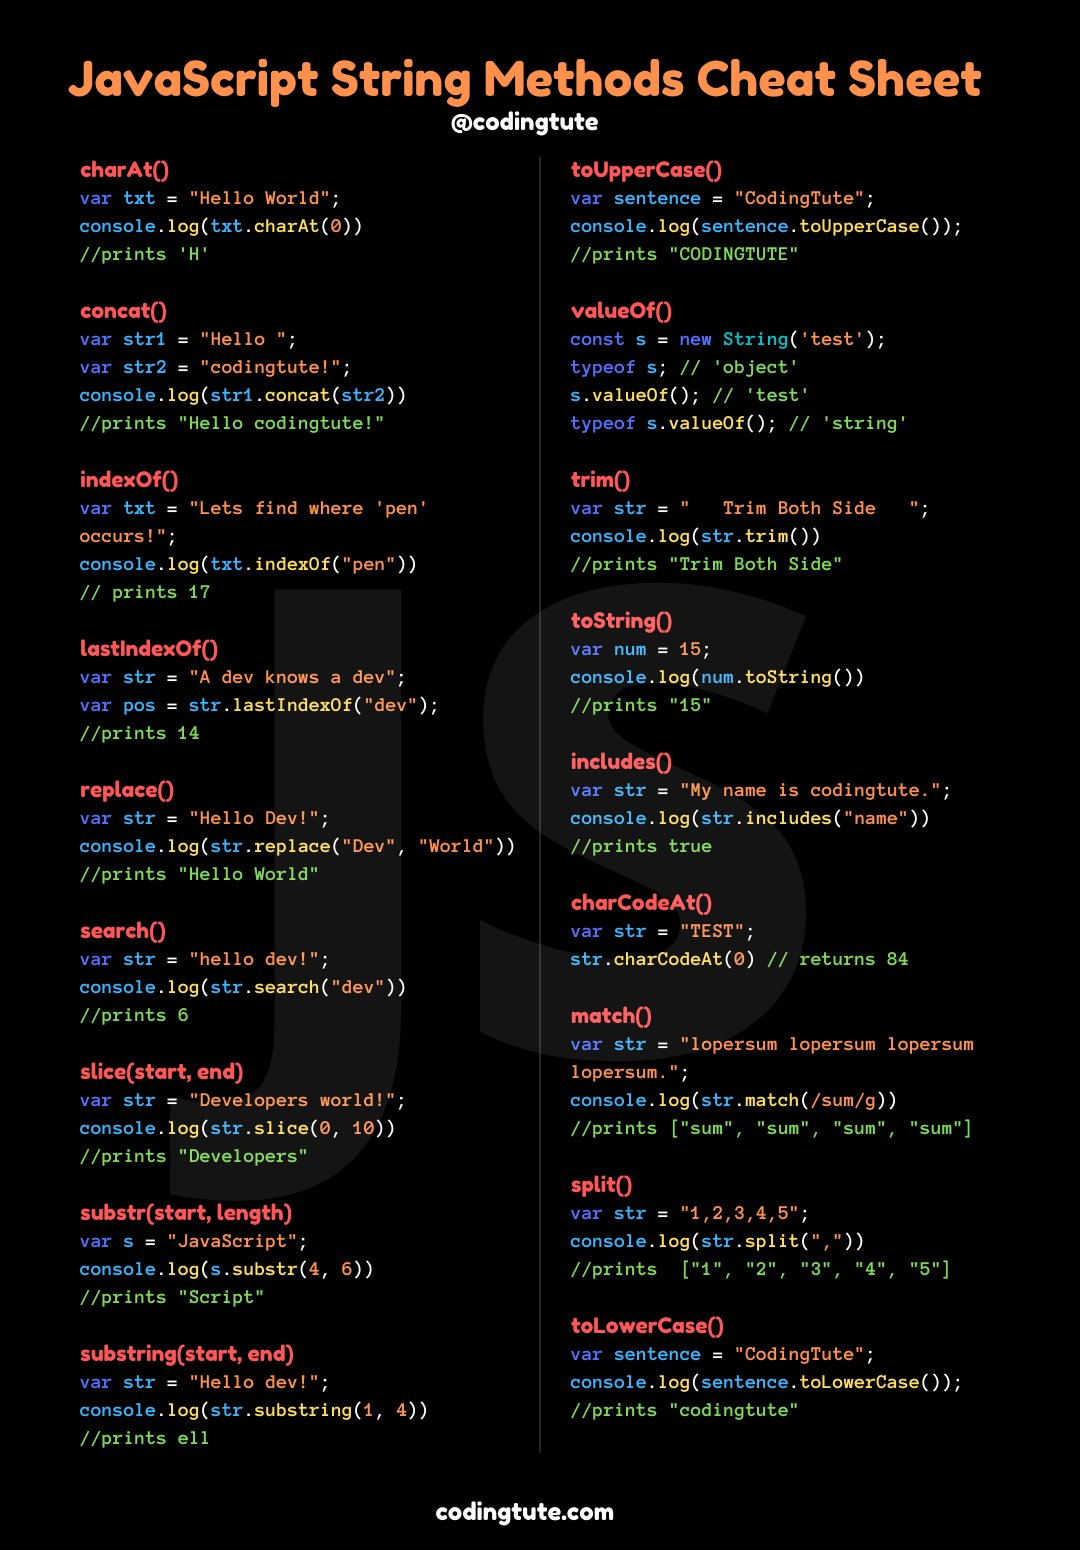 JavaScript String Methods Cheat Sheet
@codingtute
charAt()
var txt = "Hello World";
console.log(txt.charAt(0))
//prints 'H'
concat()
var str1 = "Hello ";
var str2 = "codingtute!";
console.log(str1.concat(str2))
//prints "Hello codingtute!"
indexOf()
var txt = "Lets find where 'pen'
occurs!";
console.log(txt.indexOf("pen"))
// prints 17
lastIndexOf()
var str = "A dev knows a dev";
var pos = str.lastIndexOf("dev");
//prints 14
replace()
var str = "Hello Dev!";
console.log(str.replace("Dev", "World"))
//prints "Hello World"
search()
var str = "hello dev!";
console.log(str.search("dev"))
//prints 6
slice(start, end)
var str = "Developers world!";
console.log(str.slice(0, 10))
//prints "Developers"
substr(start, length)
var s = "JavaScript";
console.log(s.substr(4, 6))
//prints "Script"
substring(start, end)
var str = "Hello dev!";
console.log(str.substring(1, 4))
//prints ell
toUpperCase()
var sentence = "CodingTute";
console.log(sentence.toUpperCase());
//prints "CODINGTUTE"
valueOf()
const s = new String('test');
typeof s; // 'object'
s.valueOf(); // 'test'
typeof s.valueOf(); // 'string'
trim()
var str = "   Trim Both Side   ";
console.log(str.trim())
//prints "Trim Both Side"
toString()
var num = 15;
console.log(num.toString())
//prints "15"
includes()
var str = "My name is codingtute.";
console.log(str.includes("name"))
//prints true
charCodeAt()
var str = "TEST";
str.charCodeAt(0) // returns 84
match()
var str = "lopersum lopersum lopersum
lopersum.";
console.log(str.match(/sum/g))
//prints ["sum", "sum", "sum", "sum"]
split()
var str = "1,2,3,4,5";
console.log(str.split(","))
//prints  ["1", "2", "3", "4", "5"]
toLowerCase()
var sentence = "CodingTute";
console.log(sentence.toLowerCase());
//prints "codingtute"
JS
codingtute.com